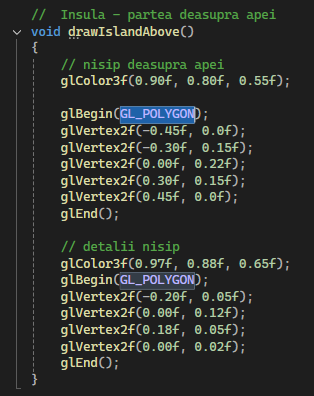 //  Insula – partea deasupra apei
void drawIslandAbove()
{
// nisip deasupra apei
glColor3f(0.90f, 0.80f, 0.55f);
glBegin(GL_POLYGON);
glVertex2f(-0.45f, 0.0f);
glVertex2f(-0.30f, 0.15f);
glVertex2f(0.00f, 0.22f);
glVertex2f(0.30f, 0.15f);
glVertex2f(0.45f, 0.0f);
glEnd();
// detalii nisip
glColor3f(0.97f, 0.88f, 0.65f);
glBegin(GL_POLYGON);
glVertex2f(-0.20f, 0.05f);
glVertex2f(0.00f, 0.12f);
glVertex2f(0.18f, 0.05f);
glVertex2f(0.00f, 0.02f);
glEnd();
}